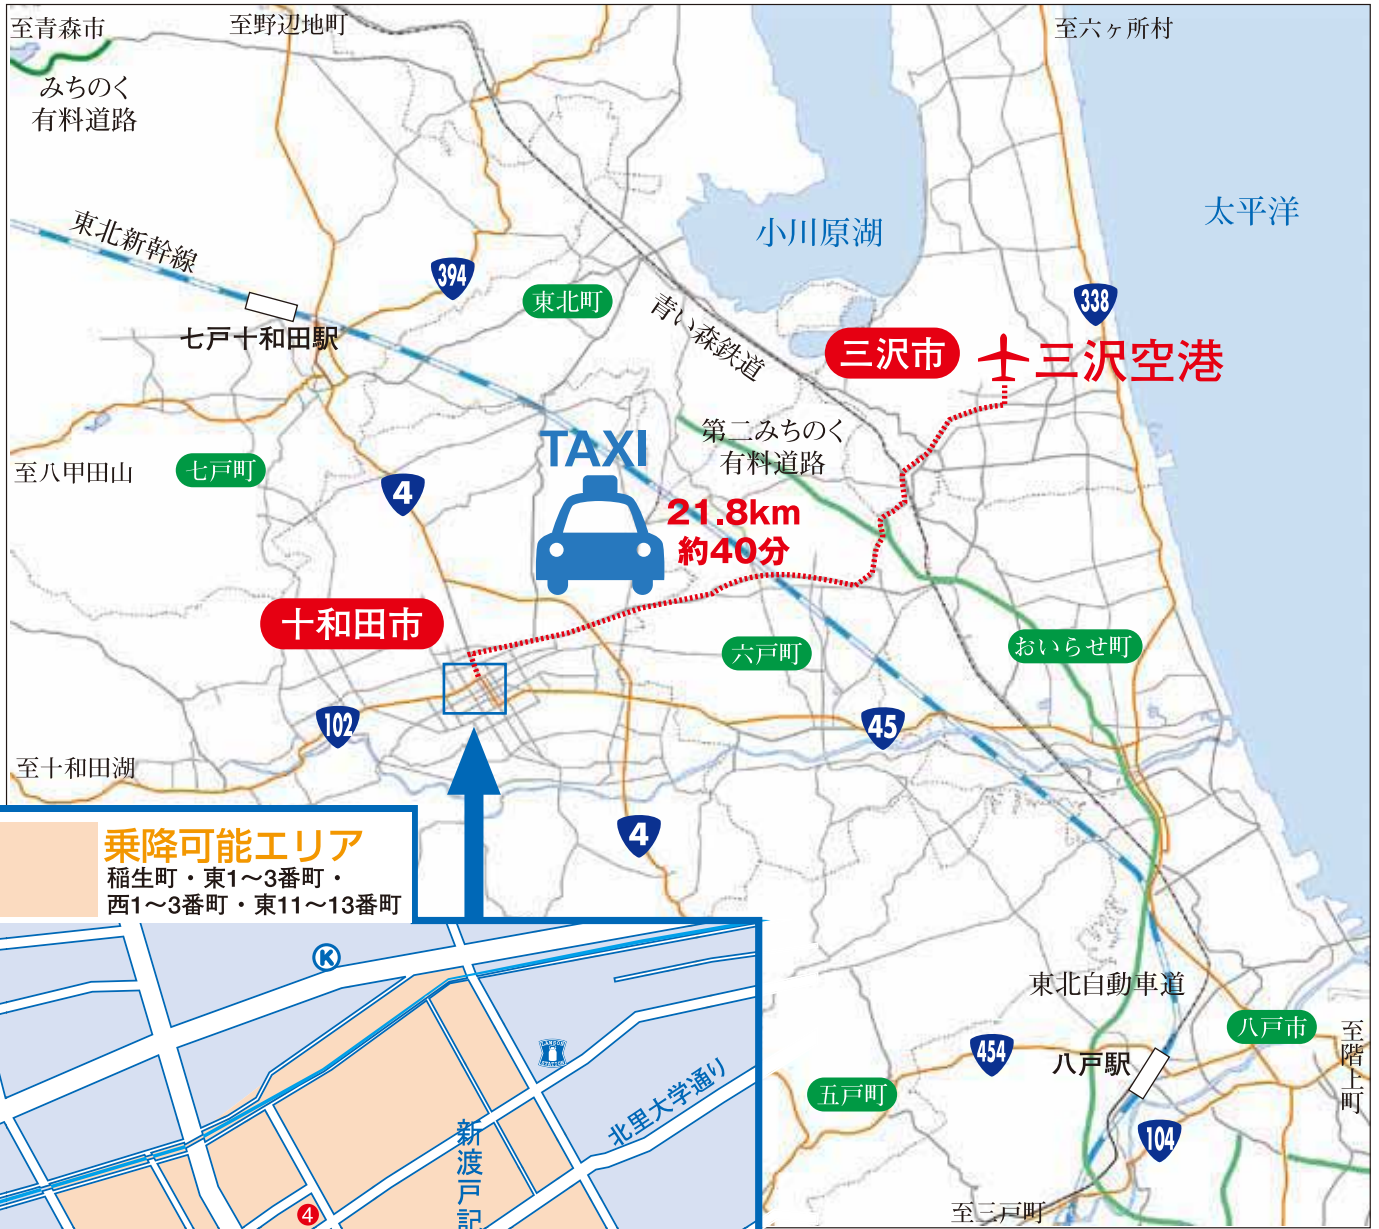 至青森市
至野辺地町
至六ヶ所村
みちのく
有料道路
東北新幹線
小川原湖
太平洋
394
東北町
338
青い森鉄道
七戸十和田駅
三沢市
三沢空港
第二みちのく
有料道路
TAXI
至八甲田山
七戸町
4
21.8km
約40分
十和田市
六戸町
おいらせ町
102
45
至十和田湖
4
乗降可能エリア
稲生町・東1〜3番町・
西1〜3番町・東11〜13番町
K
東北自動車道
八戸市
至階上町
454
八戸駅
五戸町
104
北里大学通り
新渡戸記
4
至三戸町